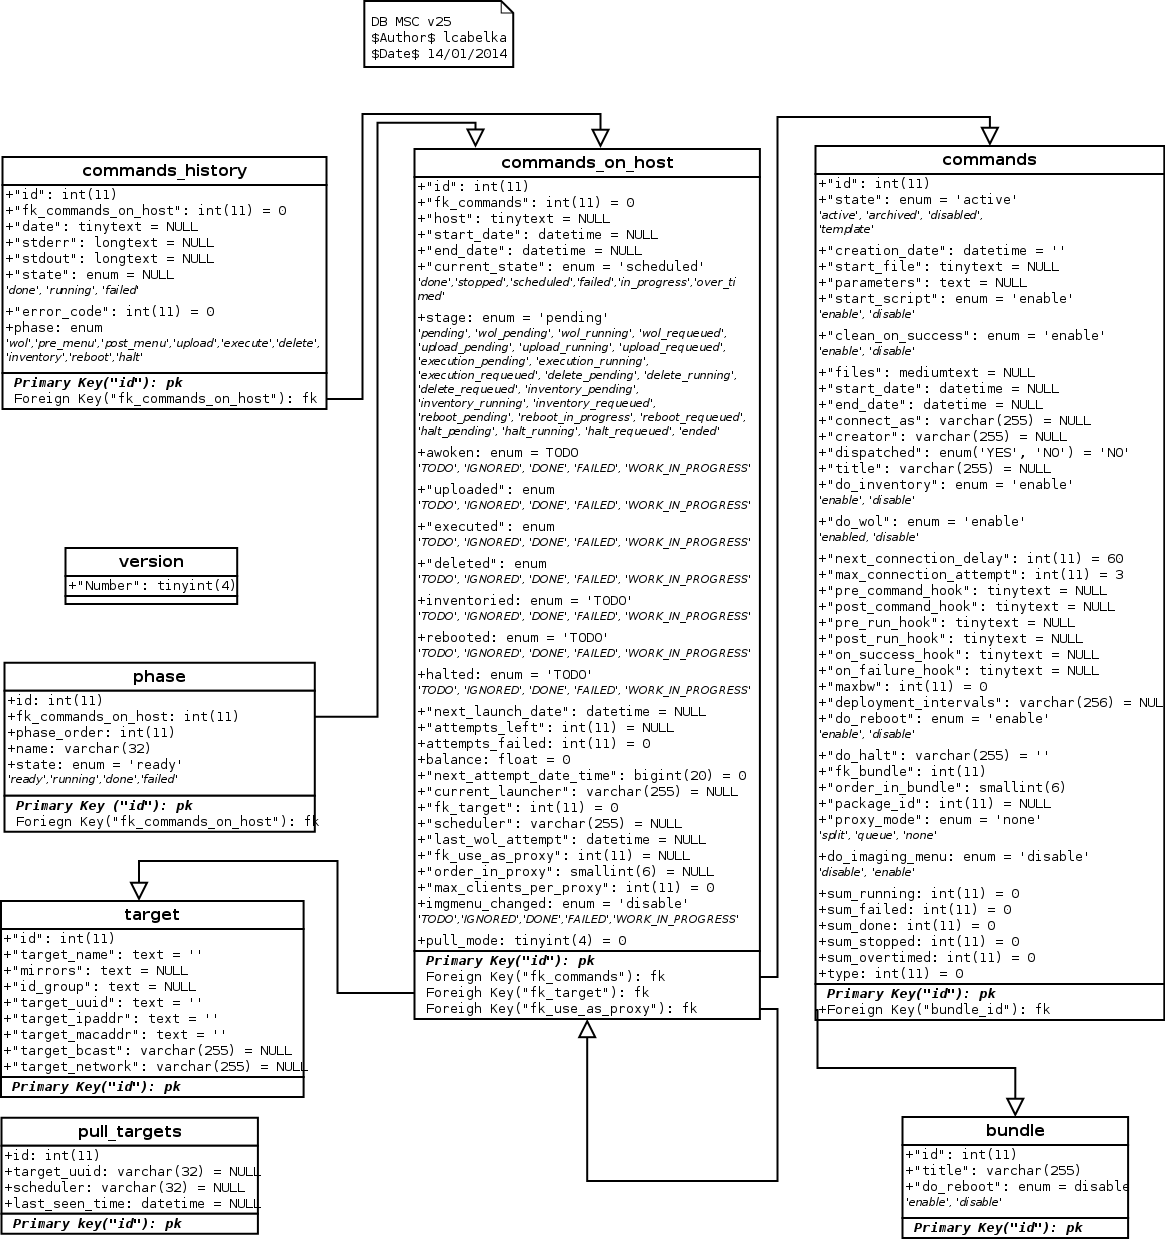 DB MSC v25
$Author$ lcabelka
$Date$ 14/01/2014
commands_history
+"id": int(11)
+"fk_commands_on_host": int(11) = 0
+"date": tinytext = NULL
+"stderr": longtext = NULL
+"stdout": longtext = NULL
+"state": enum = NULL
'done', 'running', 'failed'
+"error_code": int(11) = 0
+phase: enum
'wol','pre_menu','post_menu','upload','execute','delete',
'inventory','reboot','halt'
Primary Key("id"): pk
Foreign Key("fk_commands_on_host"): fk
version
+"Number": tinyint(4)
phase
+id: int(11)
+fk_commands_on_host: int(11)
+phase_order: int(11)
+name: varchar(32)
+state: enum = 'ready'
'ready','running','done','failed'
Primary Key ("id"): pk
Foriegn Key("fk_commands_on_host"): fk
target
+"id": int(11)
+"target_name": text = ''
+"mirrors": text = NULL
+"id_group": text = NULL
+"target_uuid": text = ''
+"target_ipaddr": text = ''
+"target_macaddr": text = ''
+"target_bcast": varchar(255) = NULL
+"target_network": varchar(255) = NULL
Primary Key("id"): pk
pull_targets
+id: int(11)
+target_uuid: varchar(32) = NULL
+scheduler: varchar(32) = NULL
+last_seen_time: datetime = NULL
Primary key("id"): pk
commands_on_host
+"id": int(11)
+"fk_commands": int(11) = 0
+"host": tinytext = NULL
+"start_date": datetime = NULL
+"end_date": datetime = NULL
+"current_state": enum = 'scheduled'
'done','stopped','scheduled','failed','in_progress','over_ti
med'
+stage: enum = 'pending'
'pending', 'wol_pending', 'wol_running', 'wol_requeued',
'upload_pending', 'upload_running', 'upload_requeued',
'execution_pending', 'execution_running',
'execution_requeued', 'delete_pending', 'delete_running',
'delete_requeued', 'inventory_pending',
'inventory_running', 'inventory_requeued',
'reboot_pending', 'reboot_in_progress', 'reboot_requeued',
'halt_pending', 'halt_running', 'halt_requeued', 'ended'
+awoken: enum = TODO
'TODO', 'IGNORED', 'DONE', 'FAILED', 'WORK_IN_PROGRESS'
+"uploaded": enum
'TODO', 'IGNORED', 'DONE', 'FAILED', 'WORK_IN_PROGRESS'
+"executed": enum
'TODO', 'IGNORED', 'DONE', 'FAILED', 'WORK_IN_PROGRESS'
+"deleted": enum
'TODO', 'IGNORED', 'DONE', 'FAILED', 'WORK_IN_PROGRESS'
+inventoried: enum = 'TODO'
'TODO', 'IGNORED', 'DONE', 'FAILED', 'WORK_IN_PROGRESS'
+rebooted: enum = 'TODO'
'TODO', 'IGNORED', 'DONE', 'FAILED', 'WORK_IN_PROGRESS'
+halted: enum = 'TODO'
'TODO', 'IGNORED', 'DONE', 'FAILED', 'WORK_IN_PROGRESS'
+"next_launch_date": datetime = NULL
+"attempts_left": int(11) = NULL
+attempts_failed: int(11) = 0
+balance: float = 0
+"next_attempt_date_time": bigint(20) = 0
+"current_launcher": varchar(255) = NULL
+"fk_target": int(11) = 0
+"scheduler": varchar(255) = NULL
+"last_wol_attempt": datetime = NULL
+"fk_use_as_proxy": int(11) = NULL
+"order_in_proxy": smallint(6) = NULL
+"max_clients_per_proxy": int(11) = 0
+imgmenu_changed: enum = 'disable'
'TODO','IGNORED','DONE','FAILED','WORK_IN_PROGRESS'
+pull_mode: tinyint(4) = 0
Primary Key("id"): pk
Foreign Key("fk_commands"): fk
Foreigh Key("fk_target"): fk
Foreigh Key("fk_use_as_proxy"): fk
commands
+"id": int(11)
+"state": enum = 'active'
'active', 'archived', 'disabled',
'template'
+"creation_date": datetime = ''
+"start_file": tinytext = NULL
+"parameters": text = NULL
+"start_script": enum = 'enable'
'enable', 'disable'
+"clean_on_success": enum = 'enable'
'enable', 'disable'
+"files": mediumtext = NULL
+"start_date": datetime = NULL
+"end_date": datetime = NULL
+"connect_as": varchar(255) = NULL
+"creator": varchar(255) = NULL
+"dispatched": enum('YES', 'NO') = 'NO'
+"title": varchar(255) = NULL
+"do_inventory": enum = 'enable'
'enable', 'disable'
+"do_wol": enum = 'enable'
'enabled, 'disable'
+"next_connection_delay": int(11) = 60
+"max_connection_attempt": int(11) = 3
+"pre_command_hook": tinytext = NULL
+"post_command_hook": tinytext = NULL
+"pre_run_hook": tinytext = NULL
+"post_run_hook": tinytext = NULL
+"on_success_hook": tinytext = NULL
+"on_failure_hook": tinytext = NULL
+"maxbw": int(11) = 0
+"deployment_intervals": varchar(256) = NUL
+"do_reboot": enum = 'enable'
'enable', 'disable'
+"do_halt": varchar(255) = ''
+"fk_bundle": int(11)
+"order_in_bundle": smallint(6)
+"package_id": int(11) = NULL
+"proxy_mode": enum = 'none'
'split', 'queue', 'none'
+do_imaging_menu: enum = 'disable'
'disable', 'enable'
+sum_running: int(11) = 0
+sum_failed: int(11) = 0
+sum_done: int(11) = 0
+sum_stopped: int(11) = 0
+sum_overtimed: int(11) = 0
+type: int(11) = 0
Primary Key("id"): pk
+Foreign Key("bundle_id"): fk
bundle
+"id": int(11)
+"title": varchar(255)
+"do_reboot": enum = disable
'enable', 'disable'
Primary Key("id"): pk